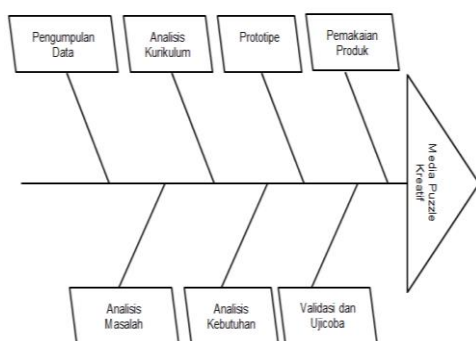 Pengumpulan
Data
Analisis
Kurikulum
Prototipe
Pemakaian
Produk
Media Puzzle
Kreatif
Analisis
Masalah
Analisis
Kebutuhan
Validasi dan
Ujicoba